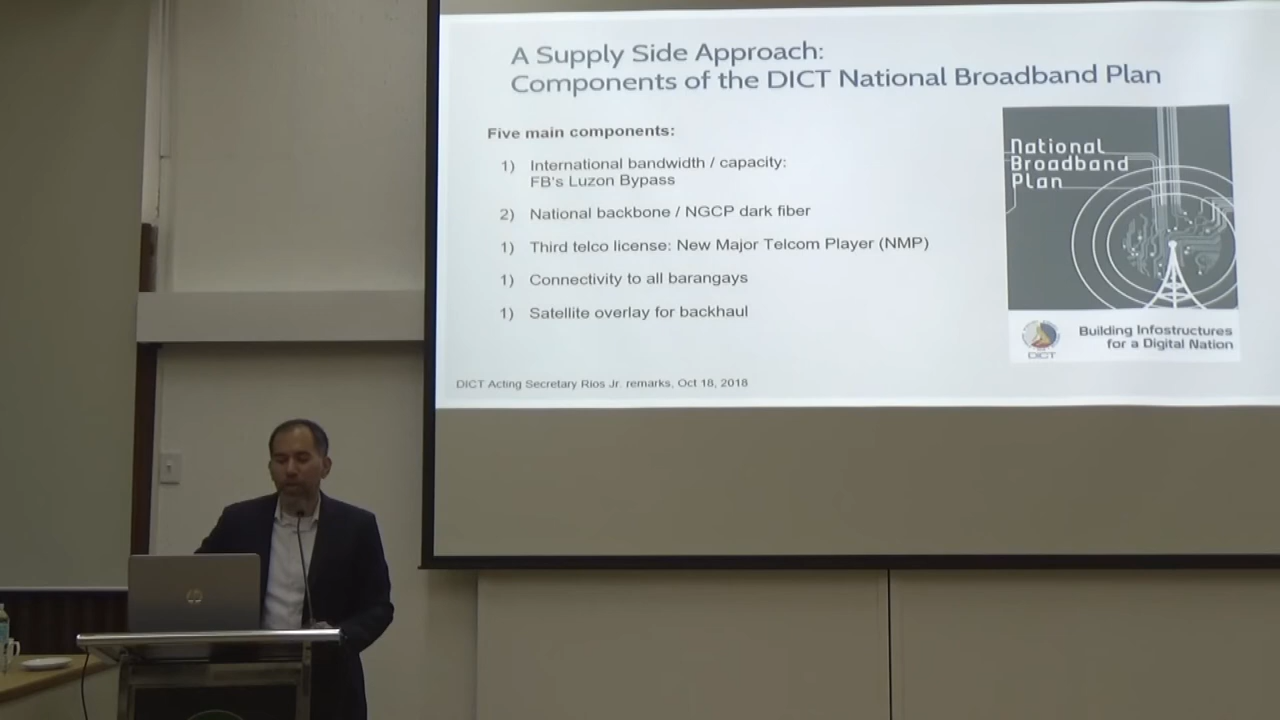 A Supply Side Approach:
Components of the DICT National Broadband Plan
Five main components:
1) International bandwidth / capacity:
FB's Luzon Bypass
2) National backbone / NGCP dark fiber
1) Third telco license: New Major Telcom Player (NMP)
1) Connectivity to all barangays
1) Satellite overlay for backhaul
DICT Acting Secretary Rios Jr. remarks, Oct 18, 2018
National
Broadband
Plan
DICT
Building Infostructures
for a Digital Nation
hp